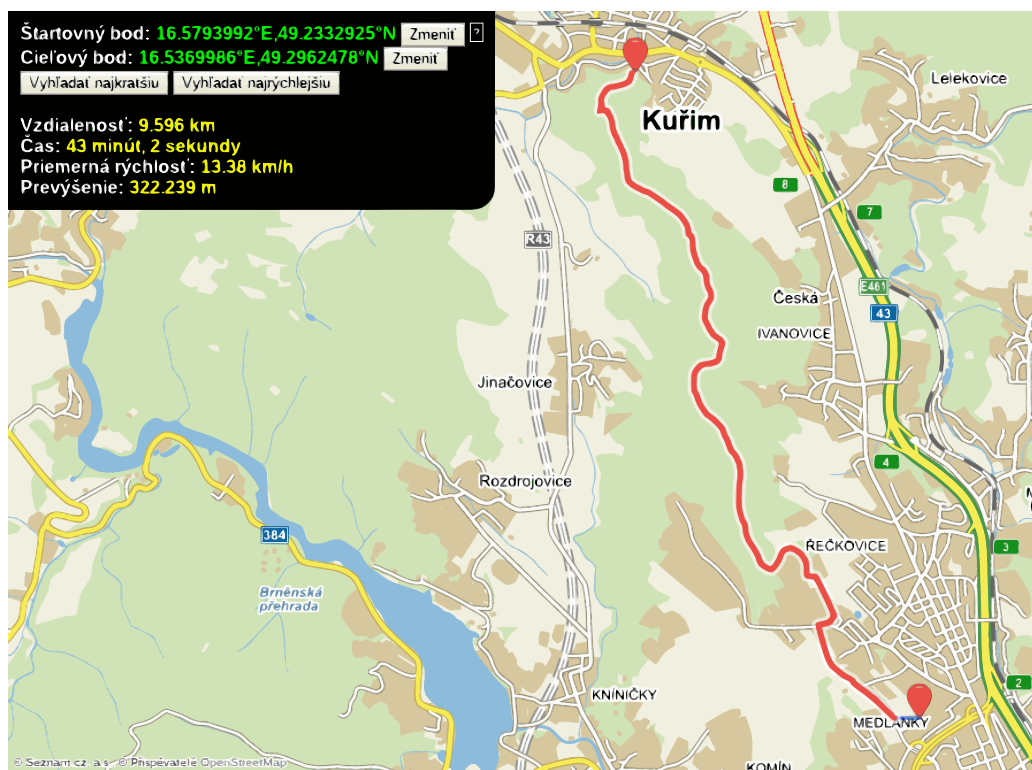 Štartovný bod: 16.5793992°E,49.2332925°N Zmeniť ?
Cieľový bod: 16.5369986°E,49.2962478°N Zmeniť
Vyhľadať najkratšiu Vyhľadať najrýchlejšiu
Vzdialenosť: 9.596 km
Čas: 43 minút, 2 sekundy
Priemerná rýchlosť: 13.38 km/h
Prevýšenie: 322.239 m
Lelekovice
Kuřim
8
7
R43
E461
Česká
43
IVANOVICE
Jinačovice
4
Rozdrojovice
384
ŘEČKOVICE
3
Brněnská
přehrada
2
KNÍNIČKY
MEDLÁNKY
KOMÍN
© Seznam cz, a.s., © Přispěvatelé OpenStreetMap